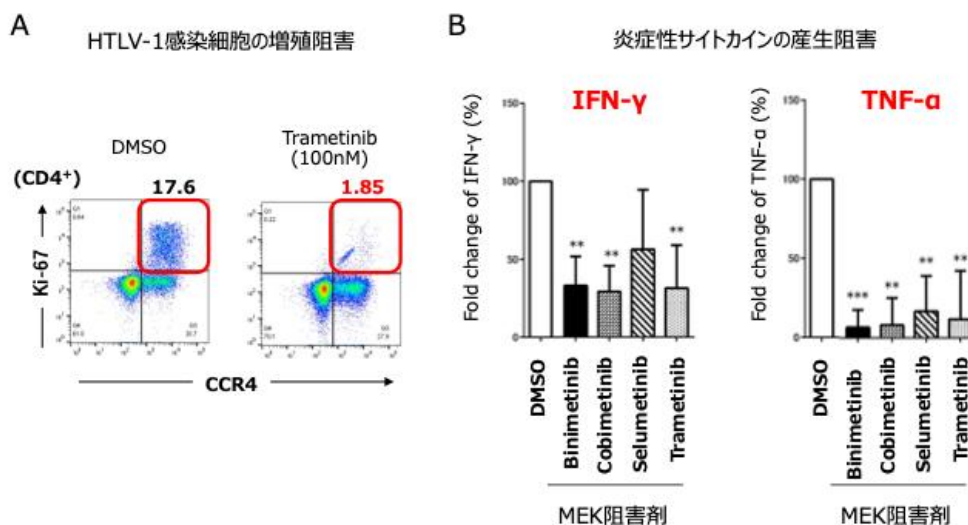 A
HTLV-1感染細胞の増殖阻害
DMSO
Trametinib
(100nM)
(CD4⁺)
17.6
1.85
Ki-67
CCR4
B
炎症性サイトカインの産生阻害
IFN-γ
Fold change of IFN-γ (%)
150
100
50
0
DMSO
Binimetinib
Cobimetinib
Selumetinib
Trametinib
**
**
**
MEK阻害剤
TNF-α
Fold change of TNF-α (%)
150
100
50
0
DMSO
Binimetinib
Cobimetinib
Selumetinib
Trametinib
***
**
**
**
MEK阻害剤